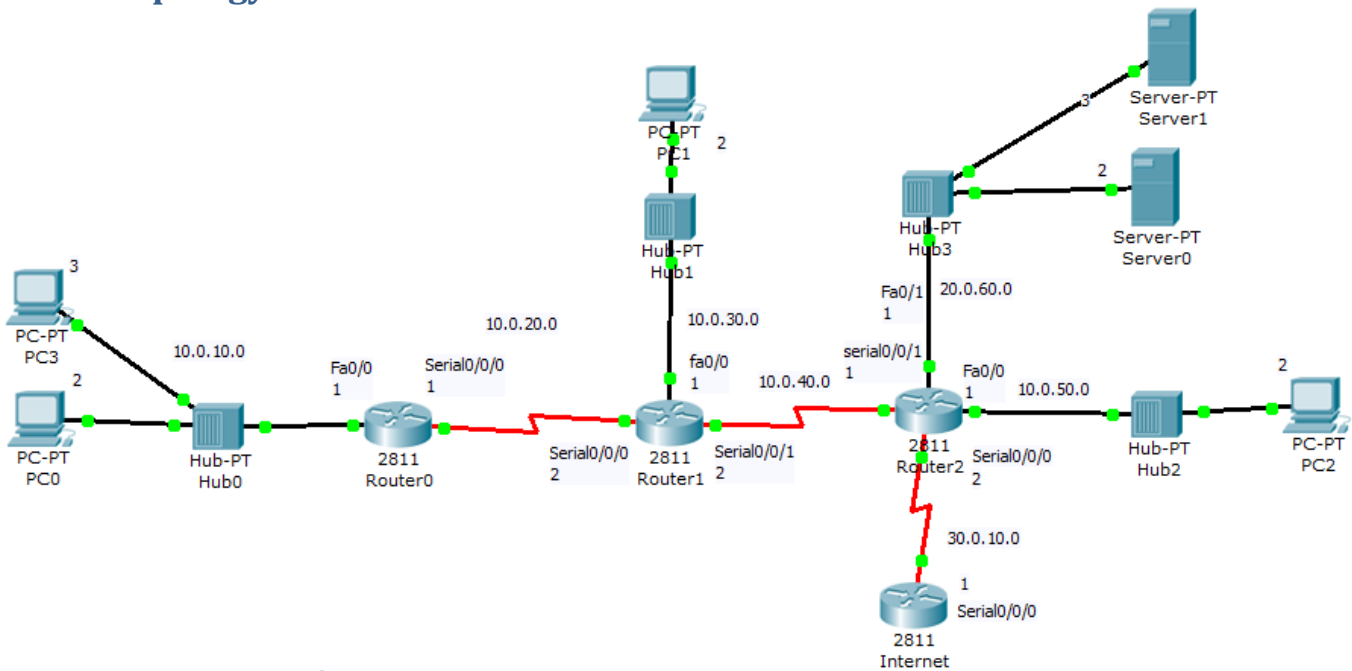 PC-PT
PC1
2
Hub-PT
Hub1
3
Server-PT
Server1
2
Server-PT
Server0
Hub-PT
Hub3
Fa0/1
1
20.0.60.0
3
PC-PT
PC3
2
PC-PT
PC0
10.0.10.0
Hub-PT
Hub0
Fa0/0
1
2811
Router0
10.0.20.0
Serial0/0/0
1
Serial0/0/0
2
10.0.30.0
fa0/0
1
2811
Router1
Serial0/0/1
2
10.0.40.0
serial0/0/1
1
Fa0/0
1
10.0.50.0
2811
Router2
Serial0/0/0
2
Hub-PT
Hub2
2
PC-PT
PC2
30.0.10.0
1
Serial0/0/0
2811
Internet